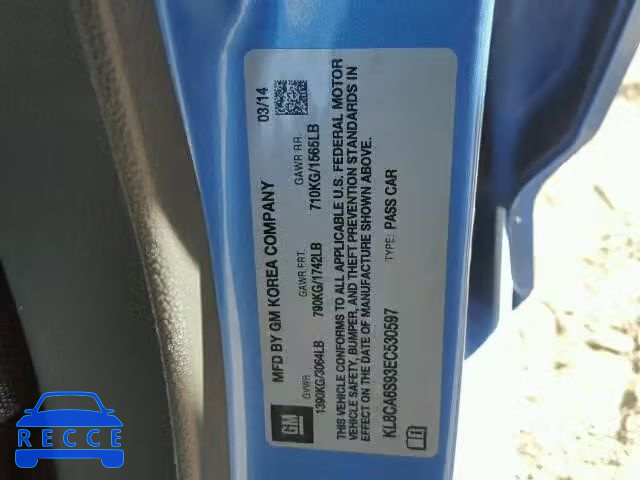 MFD BY GM KOREA COMPANY
03/14
GVWR
GAWR FRT.
GAWR RR.
1390KG/3064LB
790KG/1742LB
710KG/1565LB
THIS VEHICLE CONFORMS TO ALL APPLICABLE U.S. FEDERAL MOTOR
VEHICLE SAFETY, BUMPER, AND THEFT PREVENTION STANDARDS IN
EFFECT ON THE DATE OF MANUFACTURE SHOWN ABOVE.
KL8CA6S93EC530597
TYPE: PASS CAR
GM
RECCE